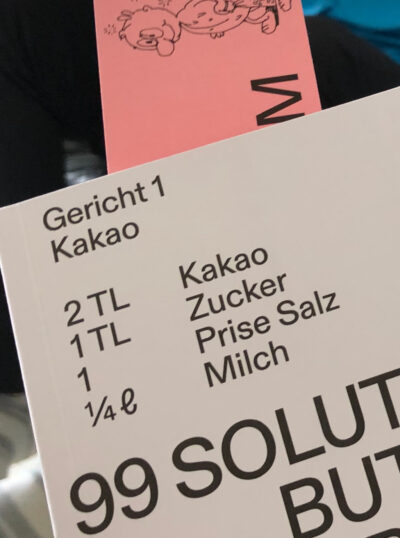 M
Gericht 1
Kakao
2 TL Kakao
1 TL Zucker
1 Prise Salz
¼ ℓ Milch
99 SOLUT
BUT